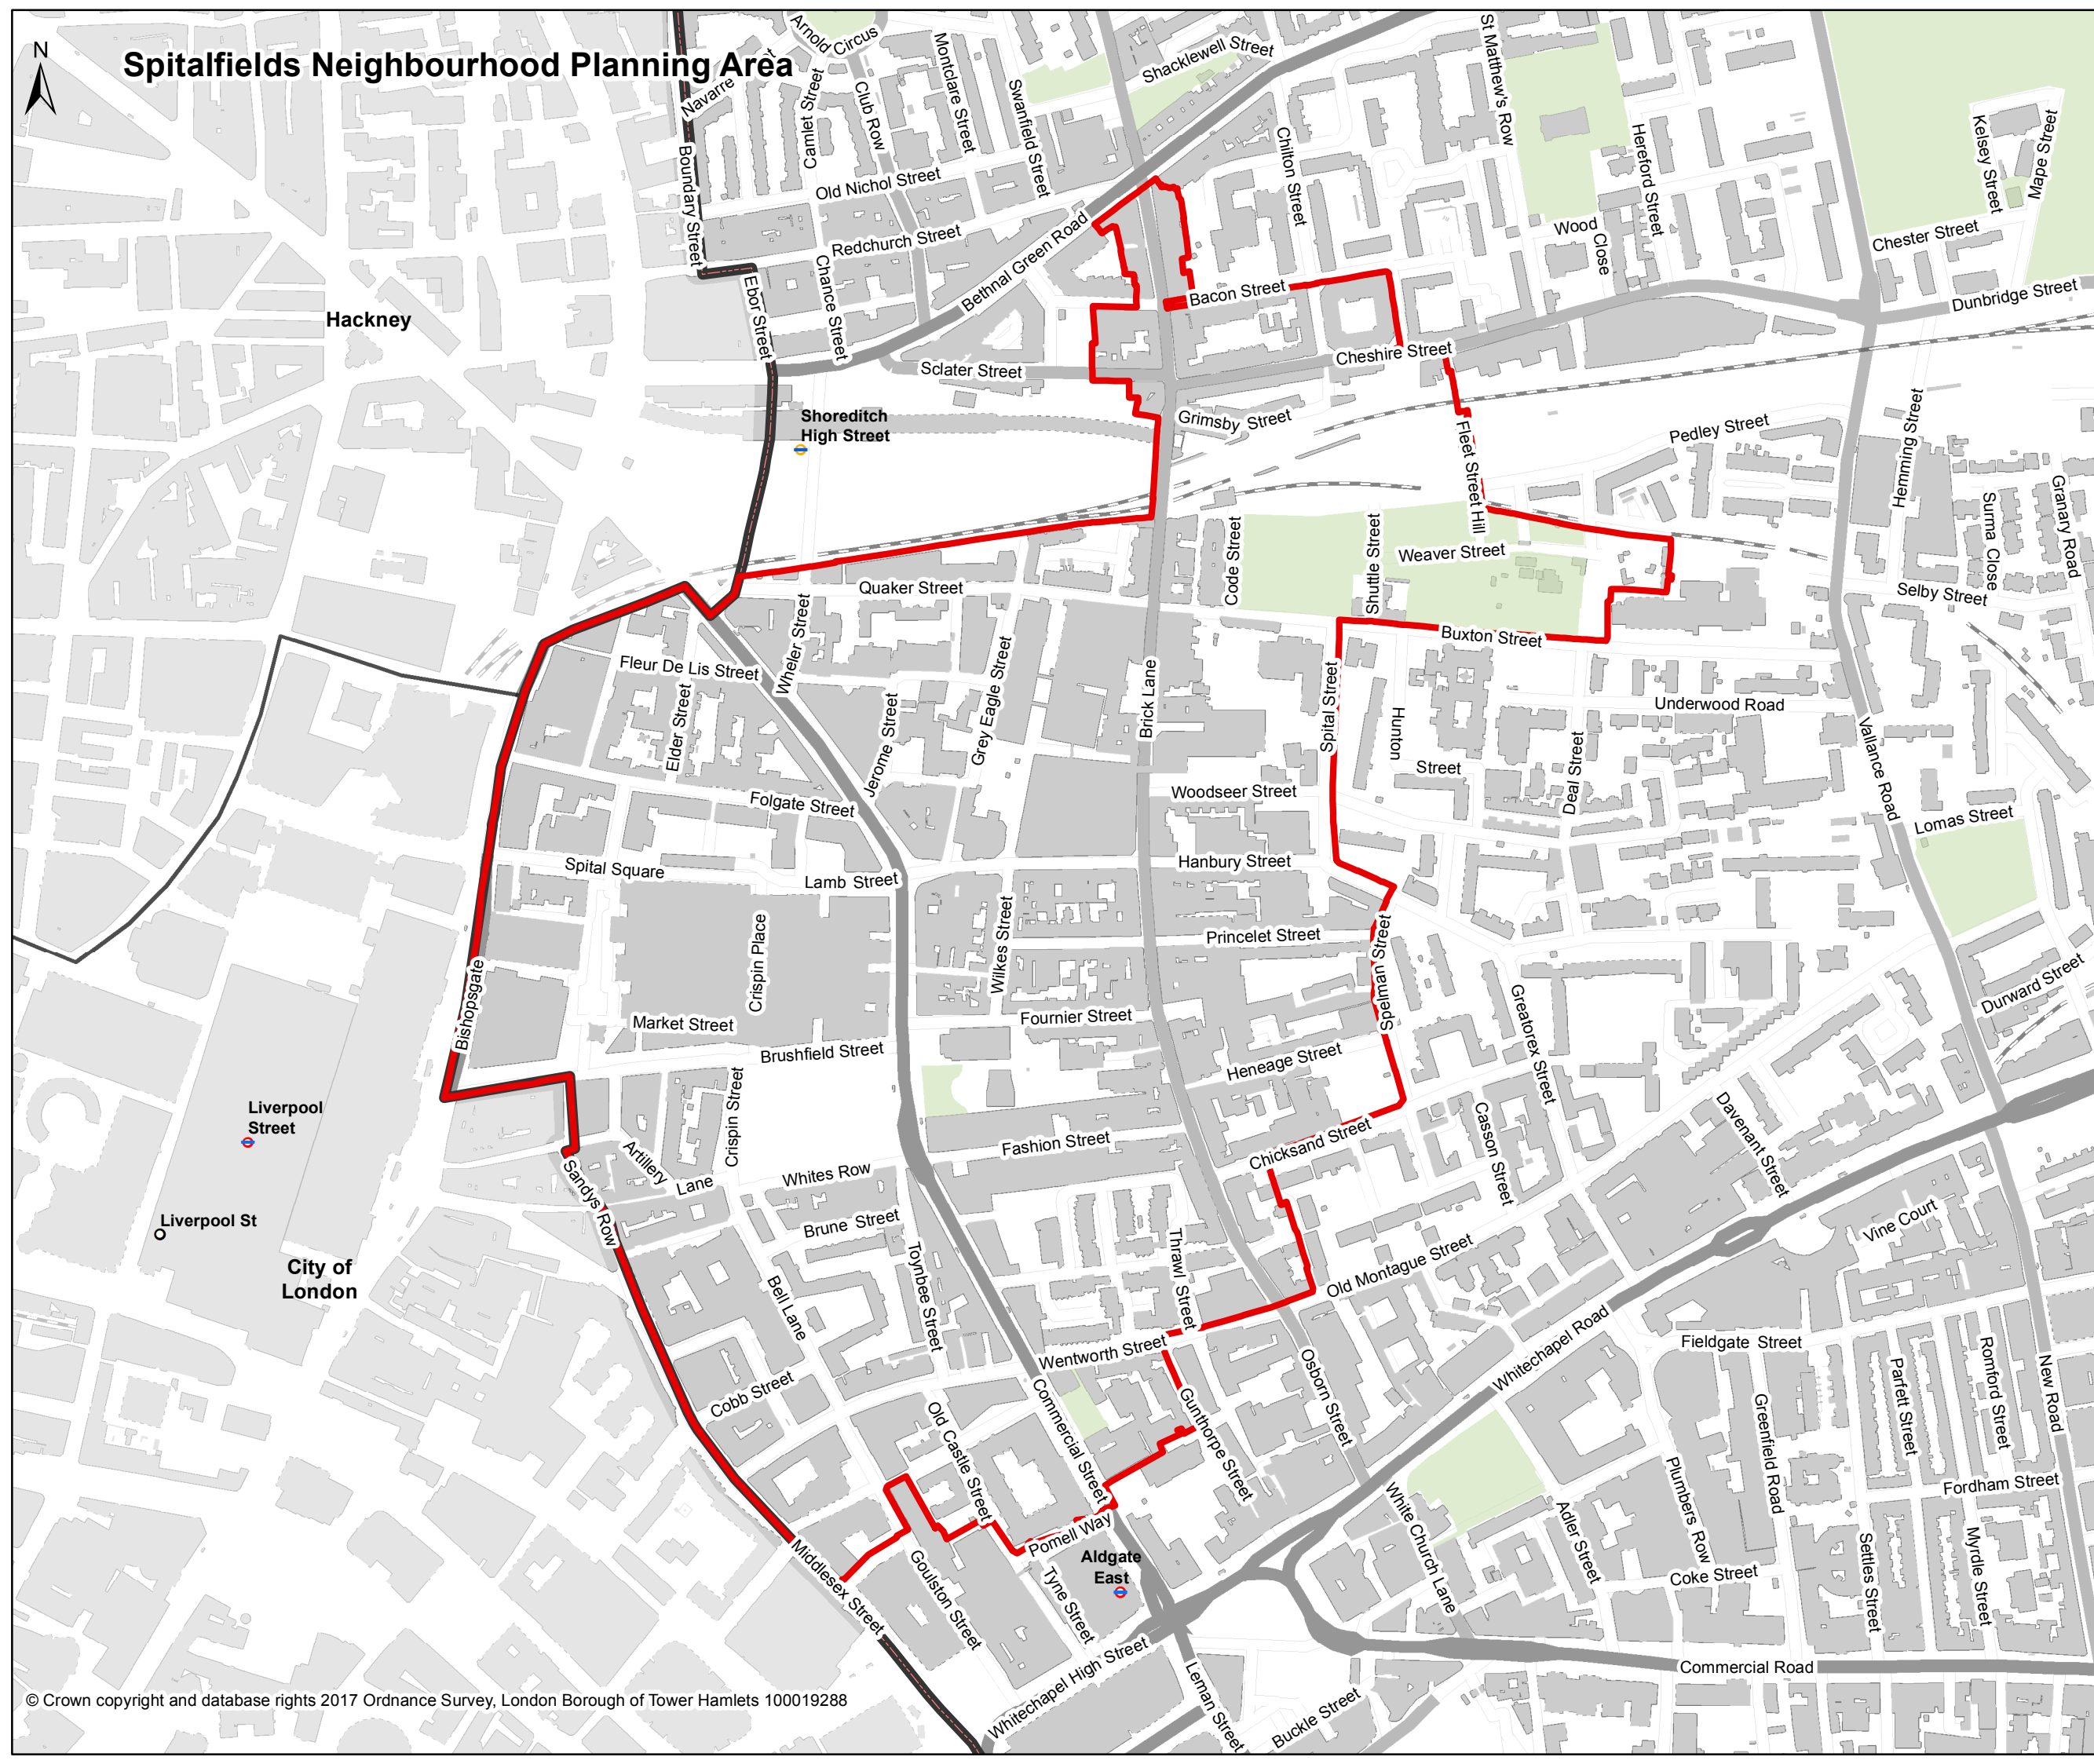 N
Spitalfields Neighbourhood Planning Area
Arnold Circus
Navarre
Camlet Street
Club Row
Montclare Street
Swanfield Street
Shacklewell Street
St Matthew's Row
Chilton Street
Hereford Street
Kelsey Street
Mape Street
Boundary Street
Old Nichol Street
Redchurch Street
Bethnal Green Road
Wood
Close
Chester Street
Dunbridge Street
Ebor Street
Chance Street
Bacon Street
Hackney
Sclater Street
Cheshire Street
Shoreditch
High Street
Grimsby Street
Fleet Street Hill
Pedley Street
Hemming Street
Surma Close
Granary Road
Code Street
Shuttle Street
Weaver Street
Quaker Street
Selby Street
Wheler Street
Buxton Street
Fleur De Lis Street
Elder Street
Grey Eagle Street
Jerome Street
Brick Lane
Spital Street
Hunton
Street
Underwood Road
Deal Street
Vallance Road
Folgate Street
Woodseer Street
Lomas Street
Spital Square
Lamb Street
Hanbury Street
Wilkes Street
Princelet Street
Spelman Street
Crispin Place
Bishopsgate
Market Street
Fournier Street
Greatorex Street
Durward Street
Brushfield Street
Heneage Street
Crispin Street
Liverpool
Street
Artillery
Lane
Fashion Street
Chicksand Street
Casson Street
Davenant Street
Sandys Row
Whites Row
Liverpool St
Brune Street
Toynbee Street
Thrawl Street
Old Montague Street
Vine Court
City of
London
Bell Lane
Wentworth Street
Osborn Street
Whitechapel Road
Fieldgate Street
Parfett Street
Romford Street
New Road
Cobb Street
Commercial Street
Gunthorpe Street
Old Castle Street
Greenfield Road
Plumbers Row
Fordham Street
White Church Lane
Adler Street
Pomell Way
Aldgate
East
Middlesex Street
Goulston Street
Tyne Street
Coke Street
Settles Street
Myrdle Street
Whitechapel High Street
Leman Street
Commercial Road
Buckle Street
© Crown copyright and database rights 2017 Ordnance Survey, London Borough of Tower Hamlets 100019288